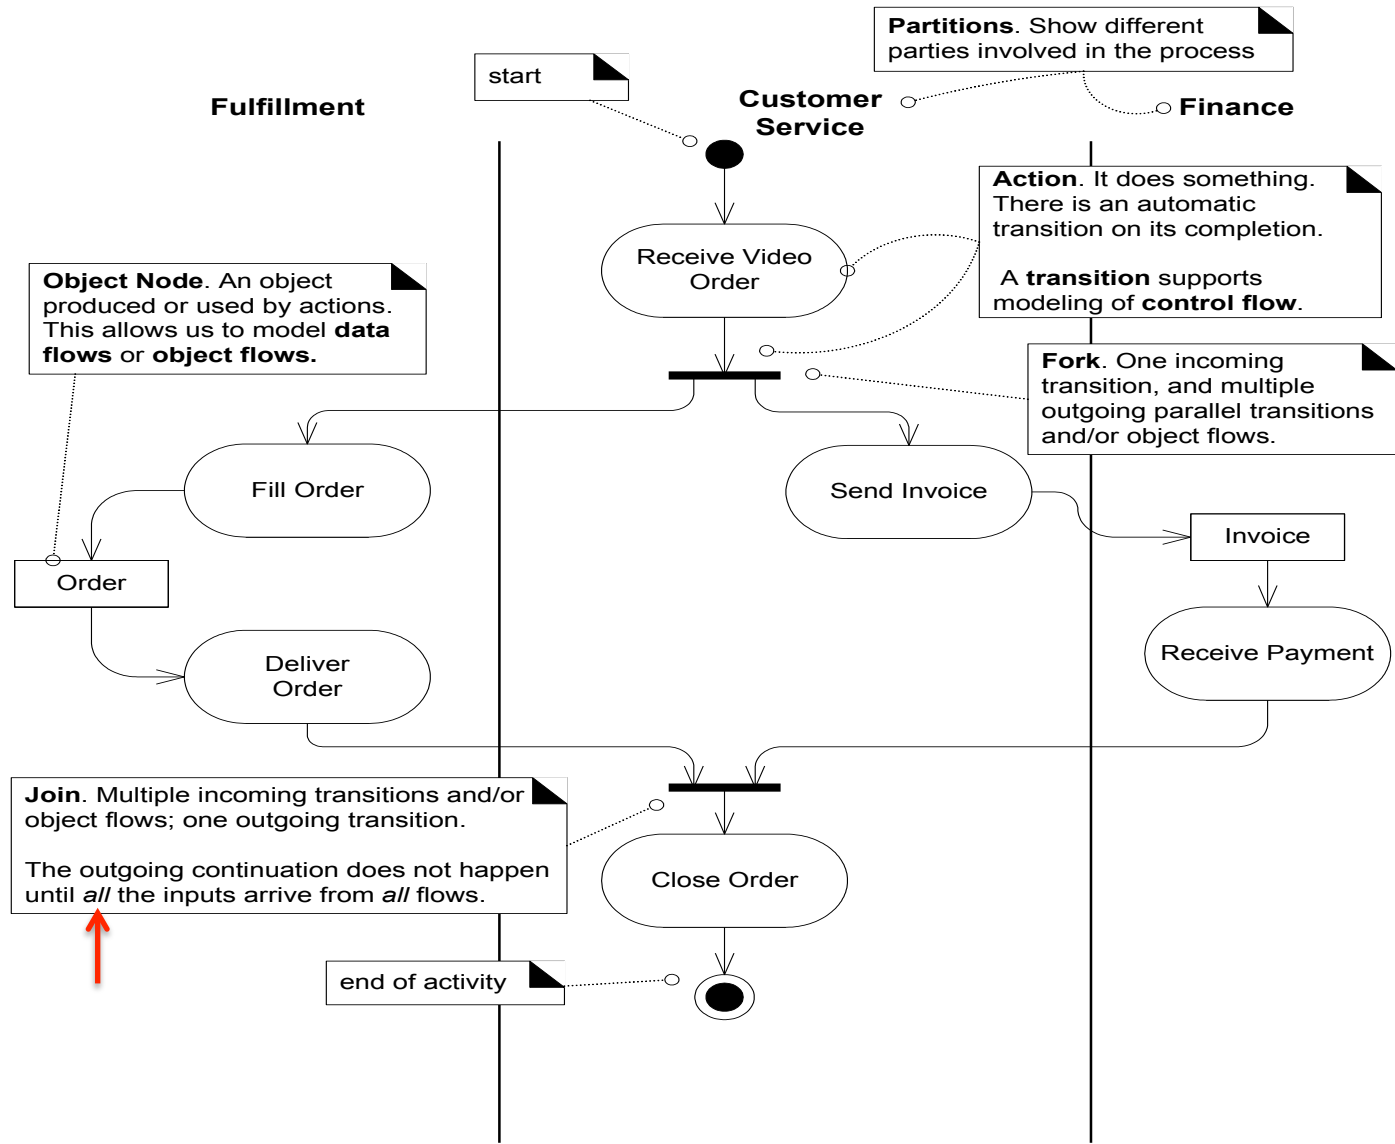 Partitions. Show different
parties involved in the process
start
Fulfillment
Customer
Service
Finance
Action. It does something.
There is an automatic
transition on its completion.
A transition supports
modeling of control flow.
Receive Video
Order
Object Node. An object
produced or used by actions.
This allows us to model data
flows or object flows.
Fork. One incoming
transition, and multiple
outgoing parallel transitions
and/or object flows.
Fill Order
Send Invoice
Invoice
Order
Deliver
Order
Receive Payment
Join. Multiple incoming transitions and/or
object flows; one outgoing transition.
The outgoing continuation does not happen
until all the inputs arrive from all flows.
Close Order
end of activity